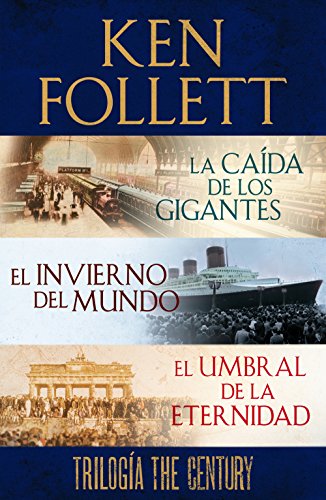 KEN
FOLLETT
LA CAÍDA
DE LOS
GIGANTES
EL INVIERNO
DEL MUNDO
EL UMBRAL
DE LA
ETERNIDAD
TRILOGÍA THE CENTURY